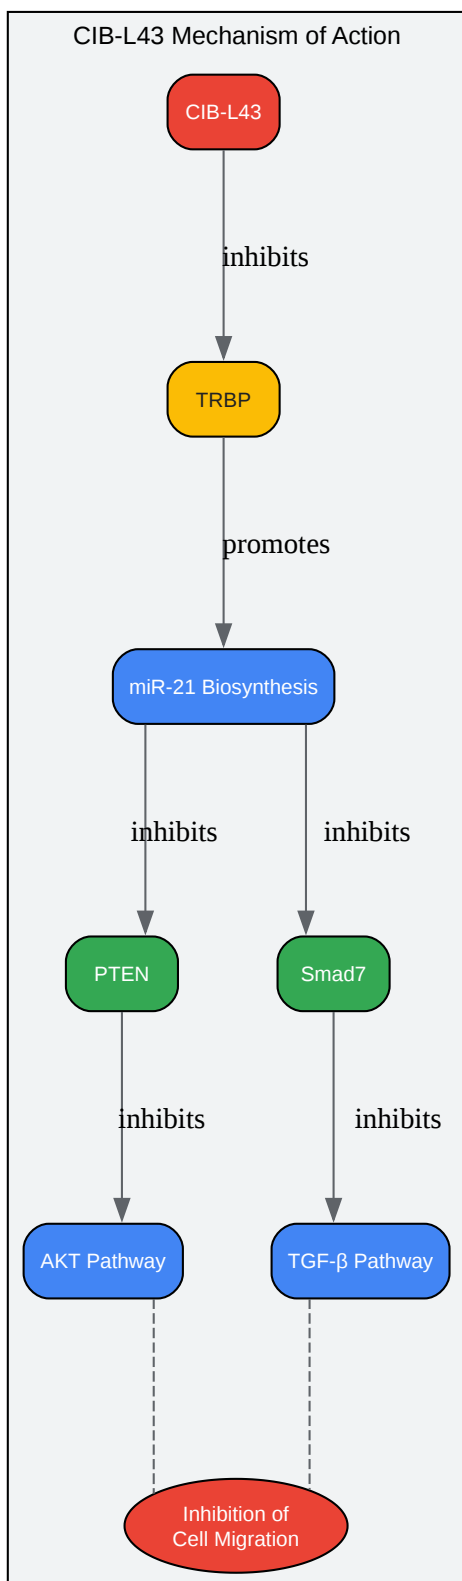 CIB-L43 Mechanism of Action
CIB-L43
inhibits
TRBP
promotes
miR-21 Biosynthesis
inhibits
inhibits
PTEN
Smad7
inhibits
inhibits
AKT Pathway
TGF-β Pathway
Inhibition of
Cell Migration